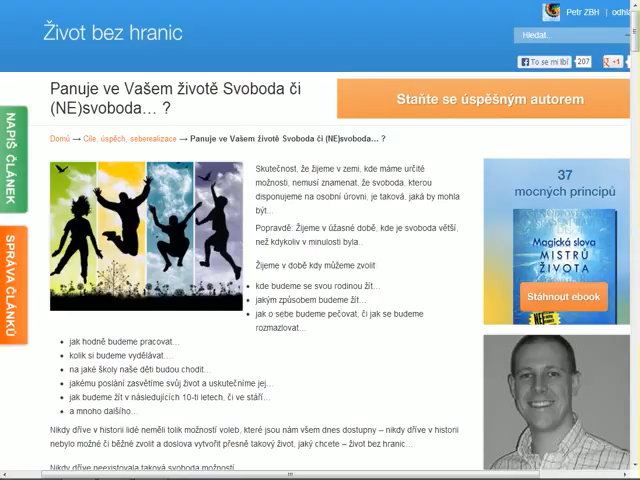 Život bez hranic
Petr ZBH | odhlá
Hledat...
To se mi líbí 207
+1
Panuje ve Vašem životě Svoboda či
(NE)svoboda… ?
Staňte se úspěšným autorem
NAPIŠ ČLÁNEK
SPRÁVA ČLÁNKŮ
Domů → Cíle, úspěch, seberealizace → Panuje ve Vašem životě Svoboda či (NE)svoboda… ?
Skutečnost, že žijeme v zemi, kde máme určité
možnosti, nemusí znamenat, že svoboda, kterou
disponujeme na osobní úrovni, je taková, jaká by mohla
být…
Popravdě: Žijeme v úžasné době, kde je svoboda větší,
než kdykoliv v minulosti byla..
Žijeme v době kdy můžeme zvolit
kde budeme se svou rodinou žít…
jakým způsobem budeme žít…
jak o sebe budeme pečovat, či jak se budeme
rozmazlovat…
jak hodně budeme pracovat…
kolik si budeme vydělávat….
na jaké školy naše děti budou chodit…
jakému poslání zasvětíme svůj život a uskutečníme jej…
jak budeme žít v následujících 10-ti letech, či ve stáří…
a mnoho dalšího…
Nikdy dříve v historii lidé neměli tolik možností voleb, které jsou nám všem dnes dostupny – nikdy dříve v historii
nebylo možné či běžné zvolit a doslova vytvořit přesně takový život, jaký chcete – život bez hranic…
Nikdy dříve neexistovala taková svoboda možností
37
mocných principů
Magická slova
MISTRŮ
ŽIVOTA
Stáhnout ebook